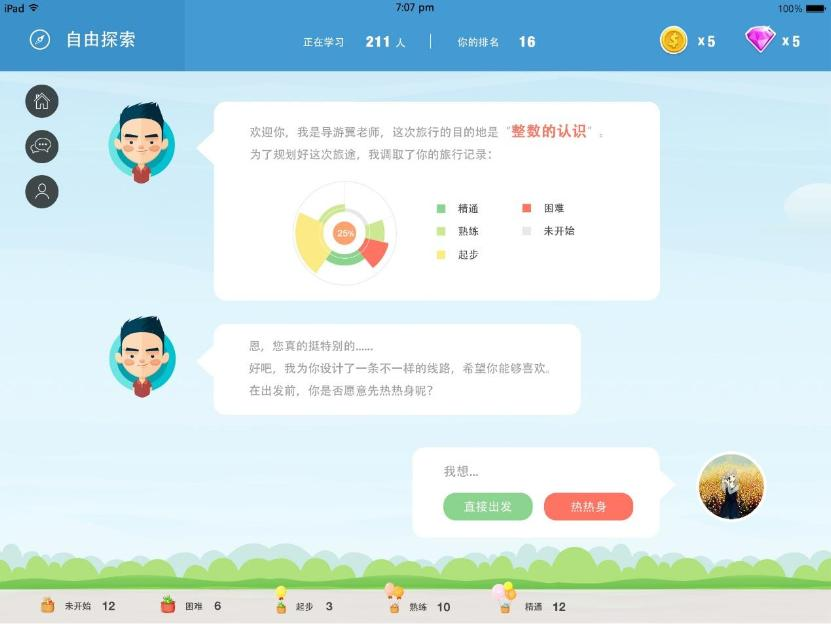 iPad 7:07 pm 100%
自由探索
正在学习 211 人 | 你的排名 16
x5 x5
欢迎你，我是导游翼老师，这次旅行的目的地是“整数的认识”。
为了规划好这次旅途，我调取了你的旅行记录：
25%
精通 困难
熟练 未开始
起步
恩，您真的挺特别的......
好吧，我为你设计了一条不一样的线路，希望你能够喜欢。
在出发前，你是否愿意先热热身呢？
我想...
直接出发 热热身
未开始 12 困难 6 起步 3 熟练 10 精通 12